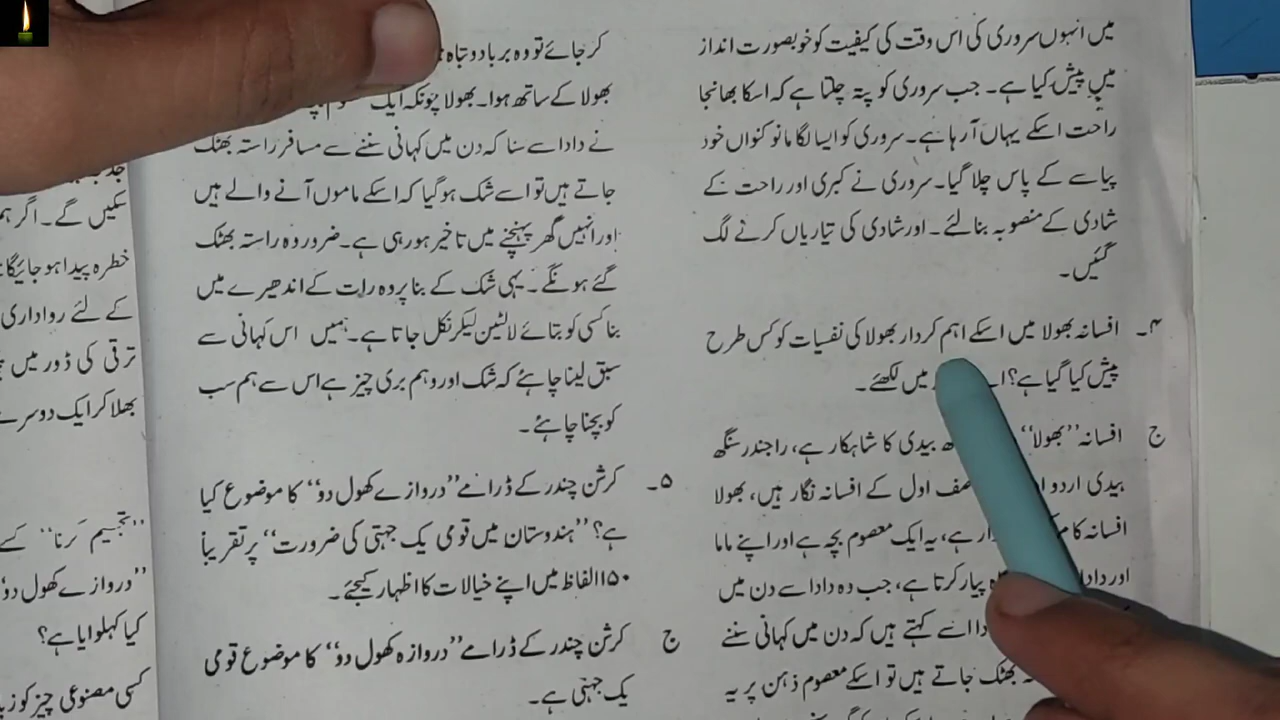 میں انہوں سروری کی اس وقت کی کیفیت کو خوبصورت انداز
میں پیش کیا ہے۔ جب سروری کو پتہ چلتا ہے کہ اسکا بھانجا
راحت اسکے یہاں آرہا ہے۔ سروری کو ایسا لگا مانو کنواں خود
پیاسے کے پاس چلا گیا۔ سروری نے کبریٰ اور راحت کے
شادی کے منصوبہ بنالئے۔ اور شادی کی تیاریاں کرنے لگ
گئیں۔
۴۔ افسانہ بھولا میں اسکے اہم کردار بھولا کی نفسیات کو کس طرح
پیش کیا گیا ہے؟ میں لکھئے۔
ج افسانہ ’’بھولا‘‘ بیدی کا شاہکار ہے، راجندر سنگھ
بیدی اردو صف اول کے افسانہ نگار ہیں، بھولا
افسانہ کا ہے، یہ ایک معصوم بچہ ہے اور اپنے ماما
اور دادا پیار کرتا ہے، جب وہ دادا سے دن میں
اسے کہتے ہیں کہ دن میں کہانی سننے
بھٹک جاتے ہیں تو اسکے معصوم ذہن پر یہ
کر جائے تو وہ برباد و تباہ
بھولا کے ساتھ ہوا۔ بھولا چونکہ ایک
نے دادا سے سنا کہ دن میں کہانی سننے سے مسافر راستہ بھٹک
جاتے ہیں تو اسے شک ہو گیا کہ اسکے ماموں آنے والے ہیں
اور انہیں گھر پہنچنے میں تاخیر ہو رہی ہے۔ ضرور وہ راستہ بھٹک
گئے ہونگے۔ یہی شک کے بنا پر وہ رات کے اندھیرے میں
بنا کسی کو بتائے لالٹین لیکر نکل جاتا ہے۔ ہمیں اس کہانی سے
سبق لینا چاہئے کہ شک اور وہم بری چیز ہے اس سے ہم سب
کو بچنا چاہئے۔
۵۔ کرشن چندر کے ڈرامے ’’دروازے کھول دو‘‘ کا موضوع کیا
ہے؟ ’’ہندوستان میں قومی یک جہتی کی ضرورت‘‘ پر تقریباً
۱۵۰ الفاظ میں اپنے خیالات کا اظہار کیجئے۔
ج کرشن چندر کے ڈرامے ’’دروازہ کھول دو‘‘ کا موضوع قومی
یک جہتی ہے۔
سکیں گے۔ اگر ہم
خطرہ پیدا ہو جائیگا
کے لئے رواداری
ترقی کی ڈور میں
بھلا کر ایک دوسرے
’’تجسیم کرنا‘‘ کے
’’دروازے کھول دو
کیا کہلوایا ہے؟
کسی مصنوعی چیز کو